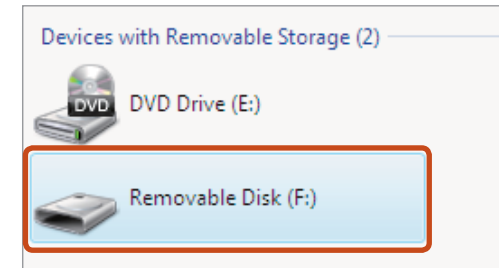 Devices with Removable Storage (2)
DVD
DVD Drive (E:)
Removable Disk (F:)